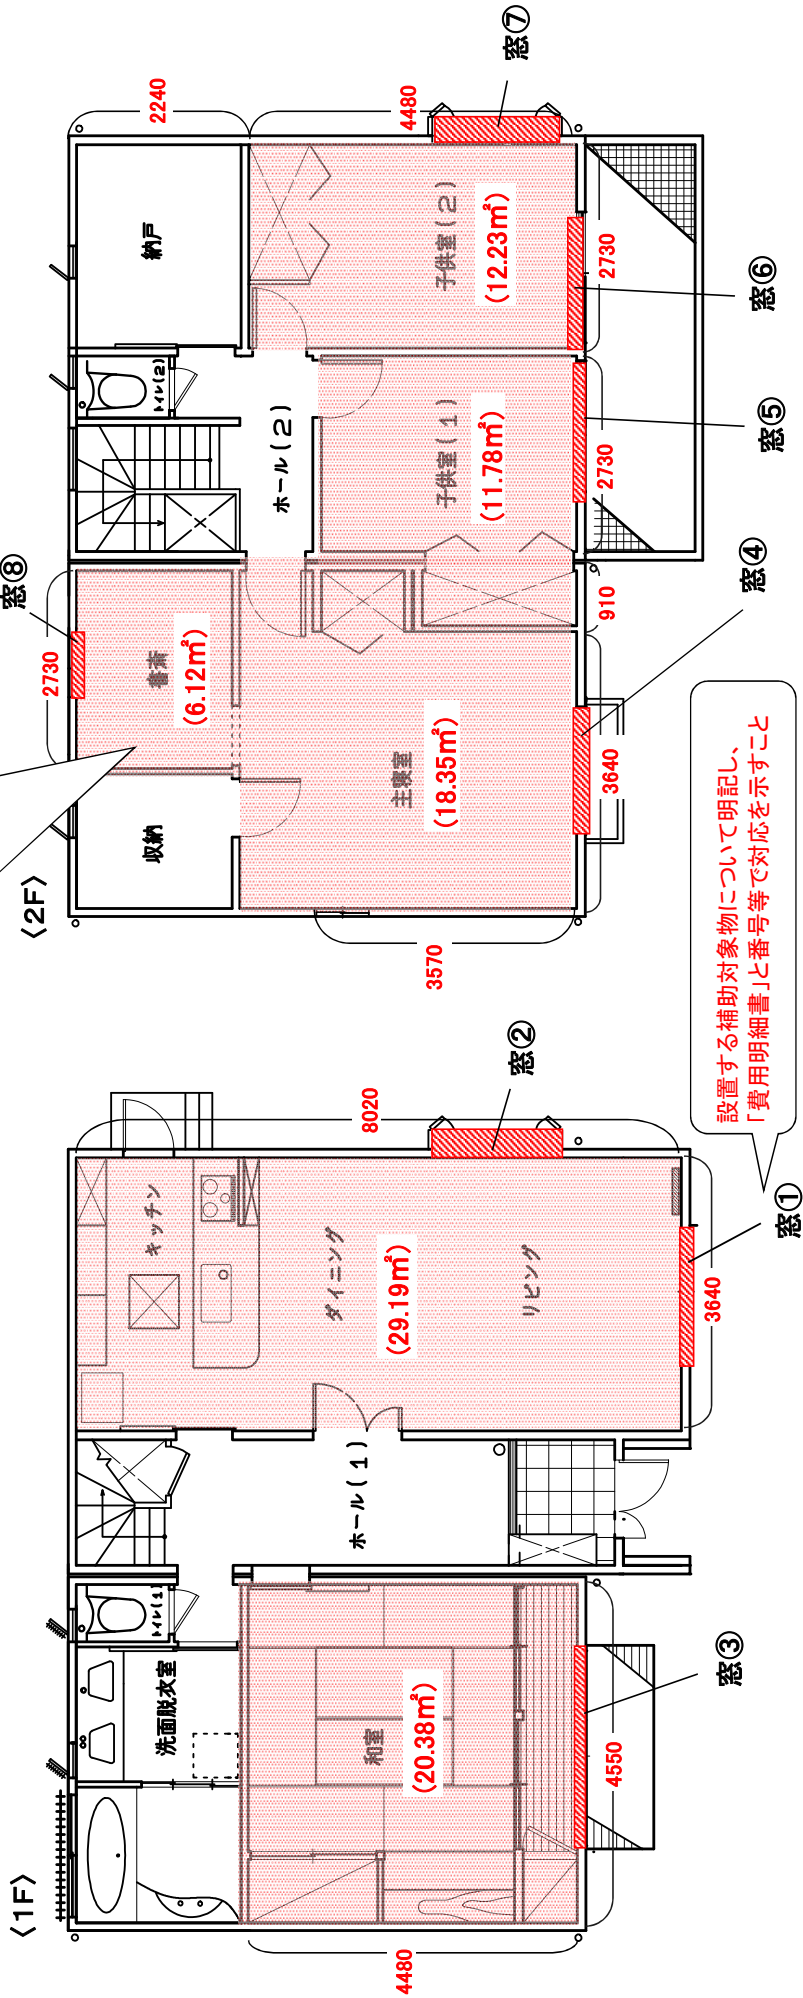 〈1F〉
洗面脱衣室
トイレ(1)
和室
(20.38㎡)
4480
4550
窓③
ホール(1)
キッチン
ダイニング
(29.19㎡)
リビング
8020
3640
窓①
窓②
設置する補助対象物について明記し、
「費用明細書」と番号等で対応を示すこと
〈2F〉
収納
書斎
(6.12㎡)
2730
窓⑧
主寝室
(18.35㎡)
3570
3640
窓④
910
トイレ(2)
ホール(2)
納戸
2240
子供室(1)
(11.78㎡)
2730
窓⑤
子供室(2)
(12.23㎡)
2730
窓⑥
4480
窓⑦